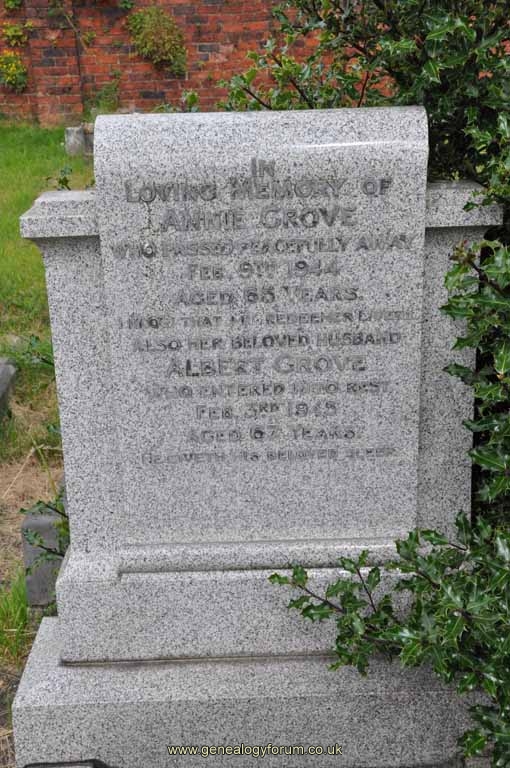 IN
LOVING MEMORY OF
ANNIE GROVE
WHO PASSED PEACEFULLY AWAY
FEB. 9TH 1944
AGED 65 YEARS.
I KNOW THAT MY REDEEMER LIVETH
ALSO HER BELOVED HUSBAND
ALBERT GROVE
WHO ENTERED INTO REST
FEB. 3RD 1945
AGED 67 YEARS
HE GIVETH HIS BELOVED SLEEP.
www.genealogyforum.co.uk